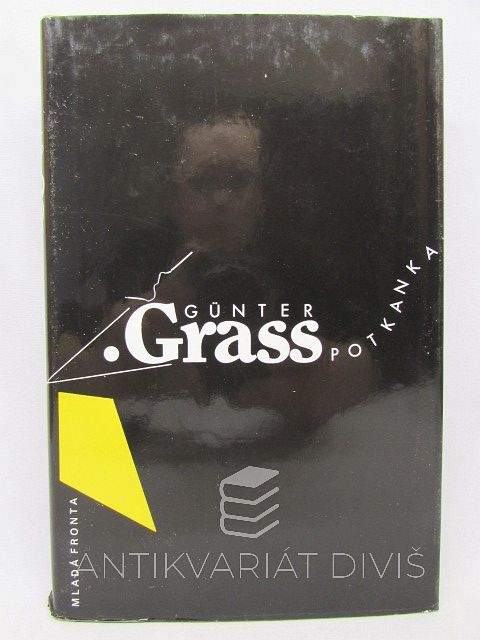 GÜNTER
Grass
POTKANKA
MLADÁ FRONTA
ANTIKVARIÁT DIVIŠ